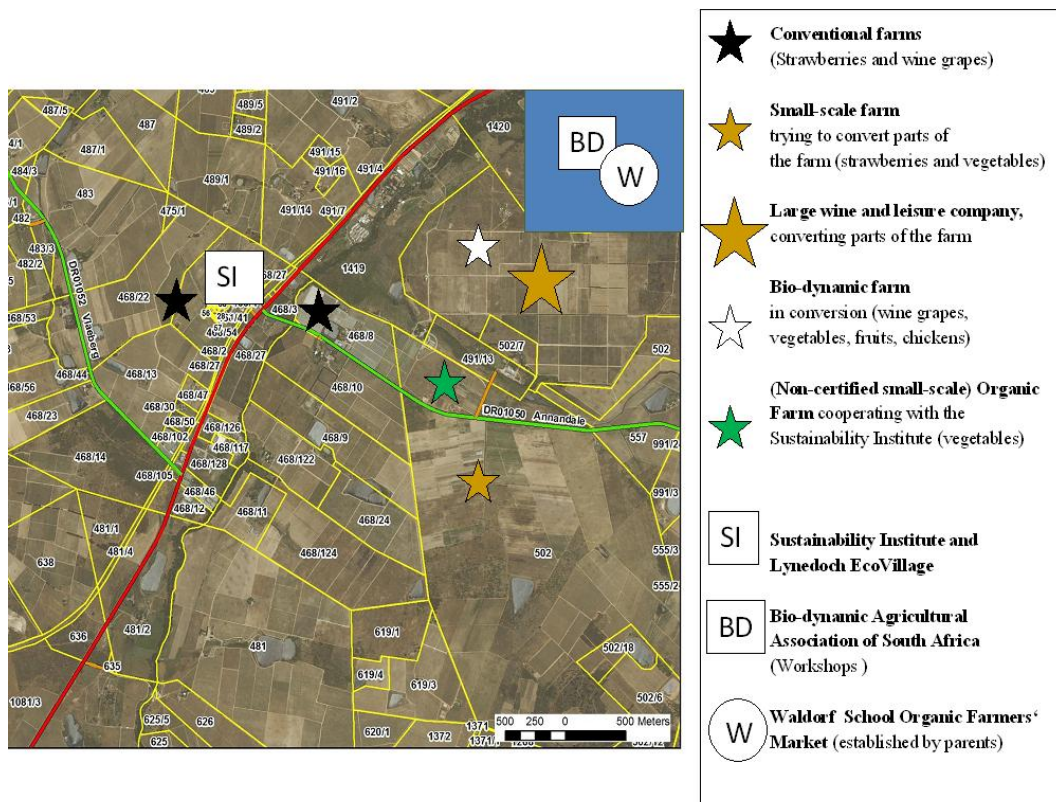 487/5
487
489/5
489/2
491/2
1420
487/1
491/15
491/16
491/4
484/3
483
489/1
475/1
491/14
491/7
482
483/3
482/2
DR01052 Vlaeberg
468/22
SI
1419
BD
W
468/3
468/8
468/53
468/27
491/13
502/7
502
468/44
468/13
468/56
468/23
468/30
468/47
468/50
468/102
468/126
468/117
468/10
468/9
DR01050 Annandale
557
991/2
468/14
468/105
468/128
468/122
468/46
468/12
468/11
468/24
468/124
991/3
481/1
481/4
502
555/3
638
636
481/2
481
619/1
635
619/4
619/3
502/18
502/6
1081/3
625/5
626
625
620/1
1372
1371
500 250 0 500 Meters
Conventional farms
(Strawberries and wine grapes)
Small-scale farm
trying to convert parts of
the farm (strawberries and vegetables)
Large wine and leisure company,
converting parts of the farm
Bio-dynamic farm
in conversion (wine grapes,
vegetables, fruits, chickens)
(Non-certified small-scale) Organic
Farm cooperating with the
Sustainability Institute (vegetables)
SI
Sustainability Institute and
Lynedoch EcoVillage
BD
Bio-dynamic Agricultural
Association of South Africa
(Workshops )
W
Waldorf School Organic Farmers‘
Market (established by parents)